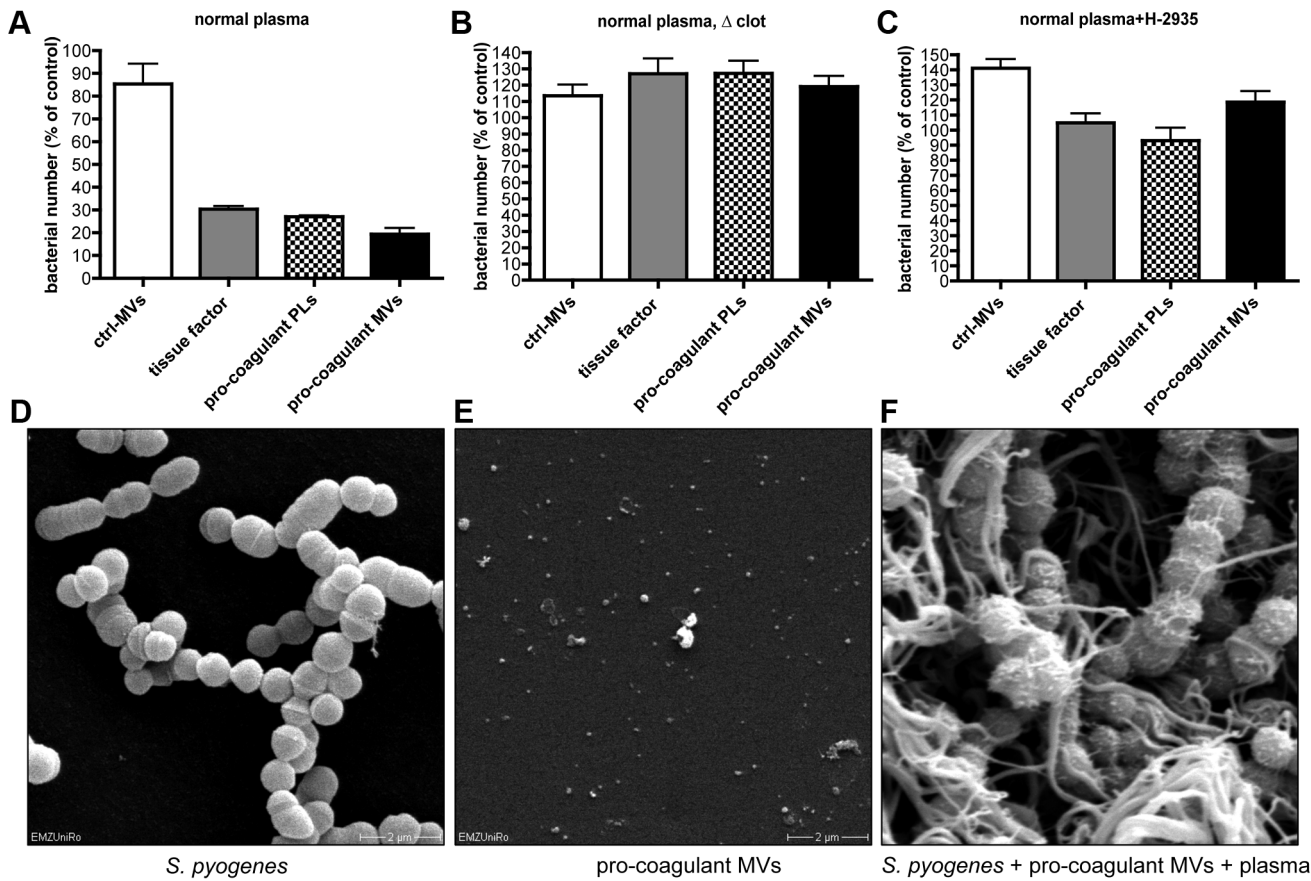 A
normal plasma
bacterial number (% of control)
100
90
80
70
60
50
40
30
20
10
0
ctrl-MVs
tissue factor
pro-coagulant PLs
pro-coagulant MVs
B
normal plasma, Δ clot
bacterial number (% of control)
140
130
120
110
100
90
80
70
60
50
40
30
20
10
0
ctrl-MVs
tissue factor
pro-coagulant PLs
pro-coagulant MVs
C
normal plasma+H-2935
bacterial number (% of control)
150
140
130
120
110
100
90
80
70
60
50
40
30
20
10
0
ctrl-MVs
tissue factor
pro-coagulant PLs
pro-coagulant MVs
D
EMZUniRo
2 µm
S. pyogenes
E
EMZUniRo
2 µm
pro-coagulant MVs
F
S. pyogenes + pro-coagulant MVs + plasma